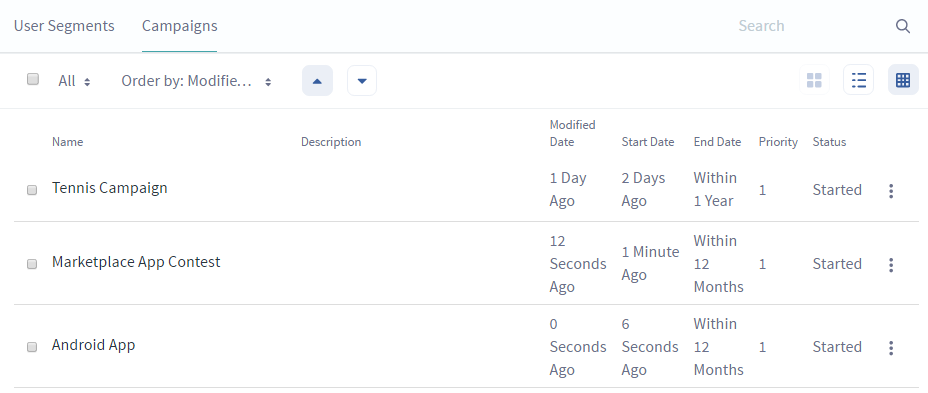 User Segments Campaigns Search
All Order by: Modifie...
Name Description Modified Date Start Date End Date Priority Status
Tennis Campaign 1 Day Ago 2 Days Ago Within 1 Year 1 Started
Marketplace App Contest 12 Seconds Ago 1 Minute Ago Within 12 Months 1 Started
Android App 0 Seconds Ago 6 Seconds Ago Within 12 Months 1 Started